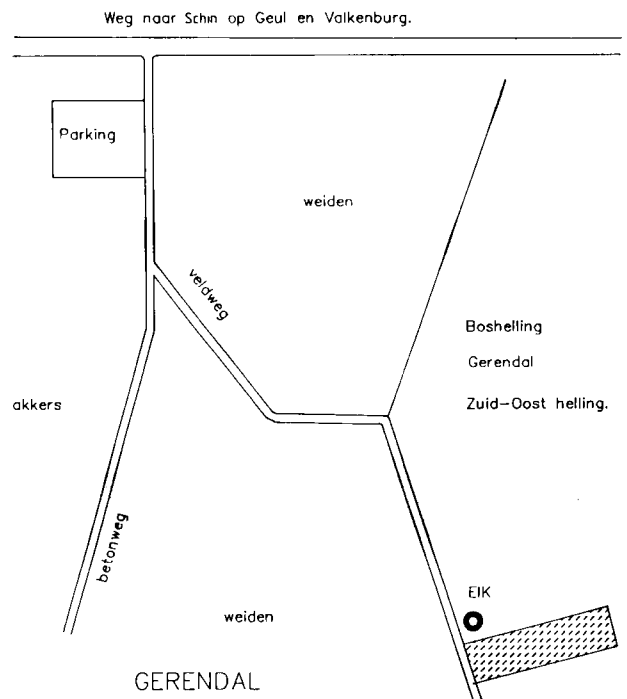 Weg naar Schin op Geul en Valkenburg.
Parking
weiden
veldweg
Boshelling
Gerendal
Zuid-Oost helling.
akkers
betonweg
EIK
weiden
GERENDAL